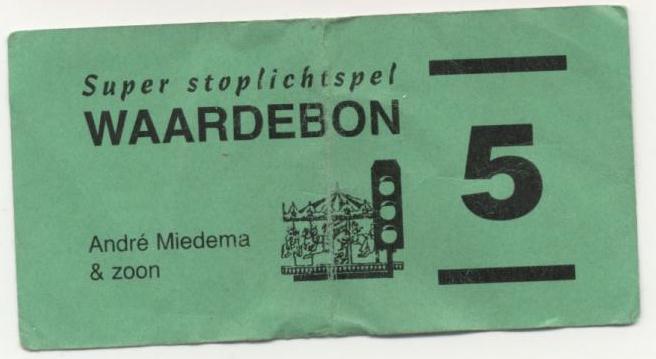 Super stoplichtspel
WAARDEBON
5
André Miedema
& zoon